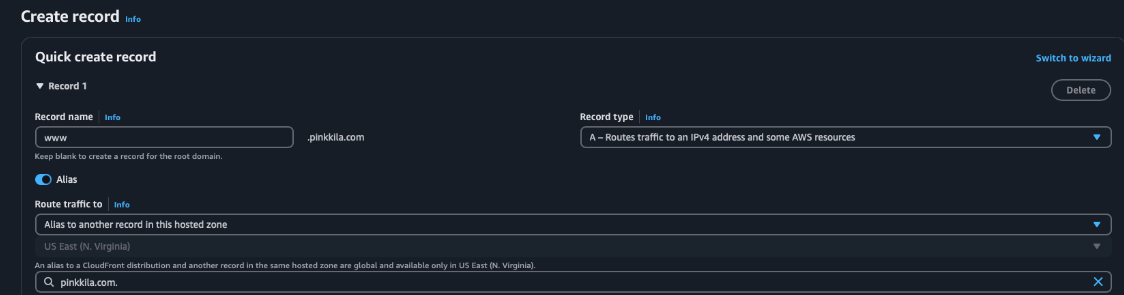 Create record Info
Quick create record
Switch to wizard
Record 1
Delete
Record name Info
Record type Info
www
.pinkkila.com
A – Routes traffic to an IPv4 address and some AWS resources
Keep blank to create a record for the root domain.
Alias
Route traffic to Info
Alias to another record in this hosted zone
US East (N. Virginia)
An alias to a CloudFront distribution and another record in the same hosted zone are global and available only in US East (N. Virginia).
pinkkila.com.